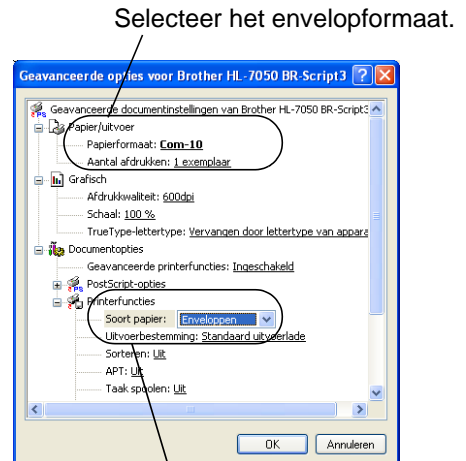 Selecteer het envelopformaat.
Geavanceerde opties voor Brother HL-7050 BR-Script3
Geavanceerde documentinstellingen van Brother HL-7050 BR-Script3
Papier/uitvoer
Papierformaat: Com-10
Aantal afdrukken: 1 exemplaar
Grafisch
Afdrukkwaliteit: 600dpi
Schaal: 100 %
TrueType-lettertype: Vervangen door lettertype van appara
Documentopties
Geavanceerde printerfuncties: Ingeschakeld
PostScript-opties
Printerfuncties
Soort papier: Enveloppen
Uitvoerbestemming: Standaard uitvoerlade
Sorteren: Uit
APT: Uit
Taak spoolen: Uit
OK Annuleren